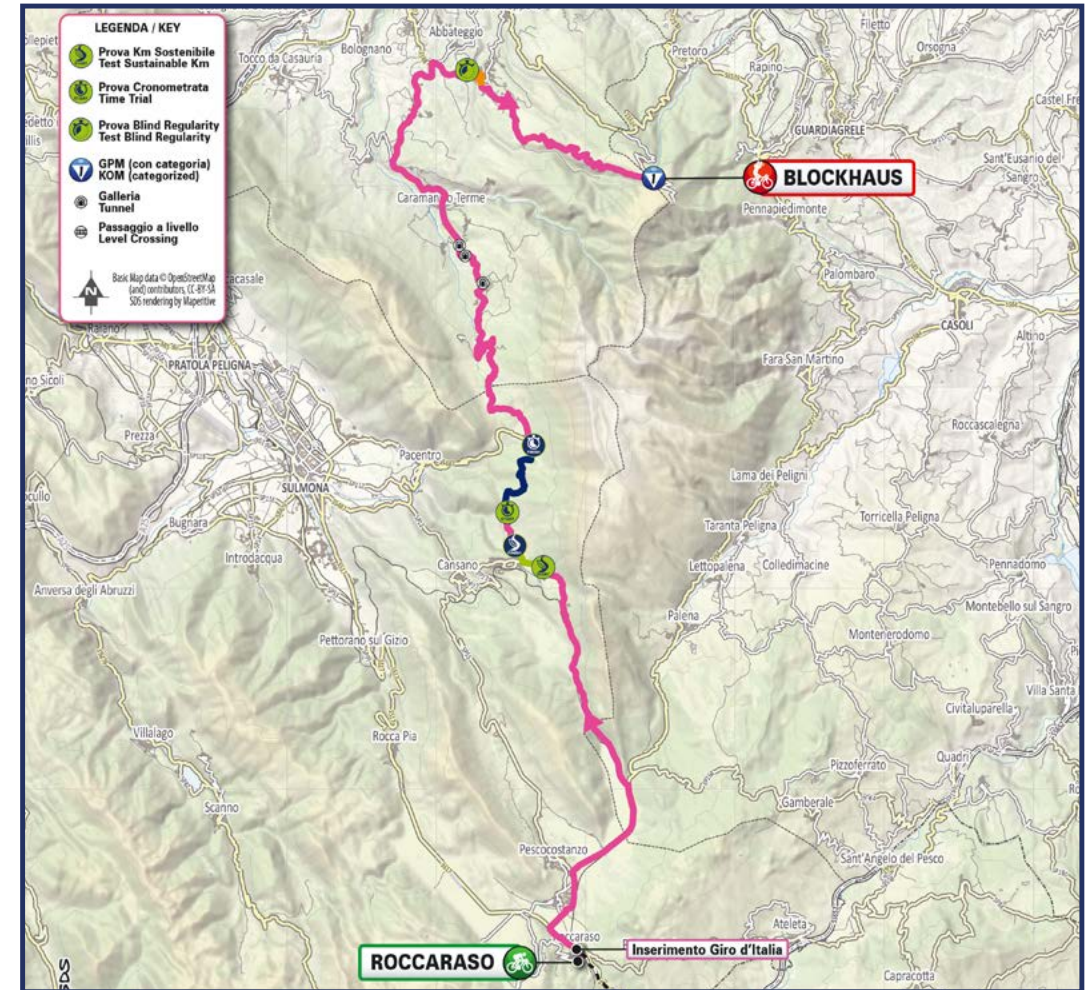 LEGENDA / KEY
Prova Km Sostenibile
Test Sustainable Km
Prova Cronometrata
Time Trial
Prova Blind Regularity
Test Blind Regularity
GPM (con categoria)
KOM (categorized)
Galleria
Tunnel
Passaggio a livello
Level Crossing
N
Basic Map data © OpenStreetMap
(and) contributors, CC-BY-SA
SDS rendering by Maperitive
Abbateggio
Bolognano
Tocco da Casauria
Filetto
Pretoro
Orsogna
Rapino
GUARDIAGRELE
Sant'Eusanio del
Sangro
BLOCKHAUS
Pennapiedimonte
Palombaro
CASOLI
Altino
Fara San Martino
Raiano
PRATOLA PELIGNA
Prezza
Roccascalegna
Pacentro
Lama dei Peligni
SULMONA
Bugnara
Introdacqua
Taranta Peligna
Torricella Peligna
Cansano
Lettopalena
Colledimacine
Pennadomo
Anversa degli Abruzzi
Montebello sul Sangro
Palena
Pettorano sul Gizio
Montenerodomo
Villa Santa
Civitaluparella
Villalago
Rocca Pia
Quadri
Pizzoferrato
Scanno
Gamberale
Pescocostanzo
Sant'Angelo del Pesco
Ateleta
Inserimento Giro d'Italia
ROCCARASO
Capracotta
SDS